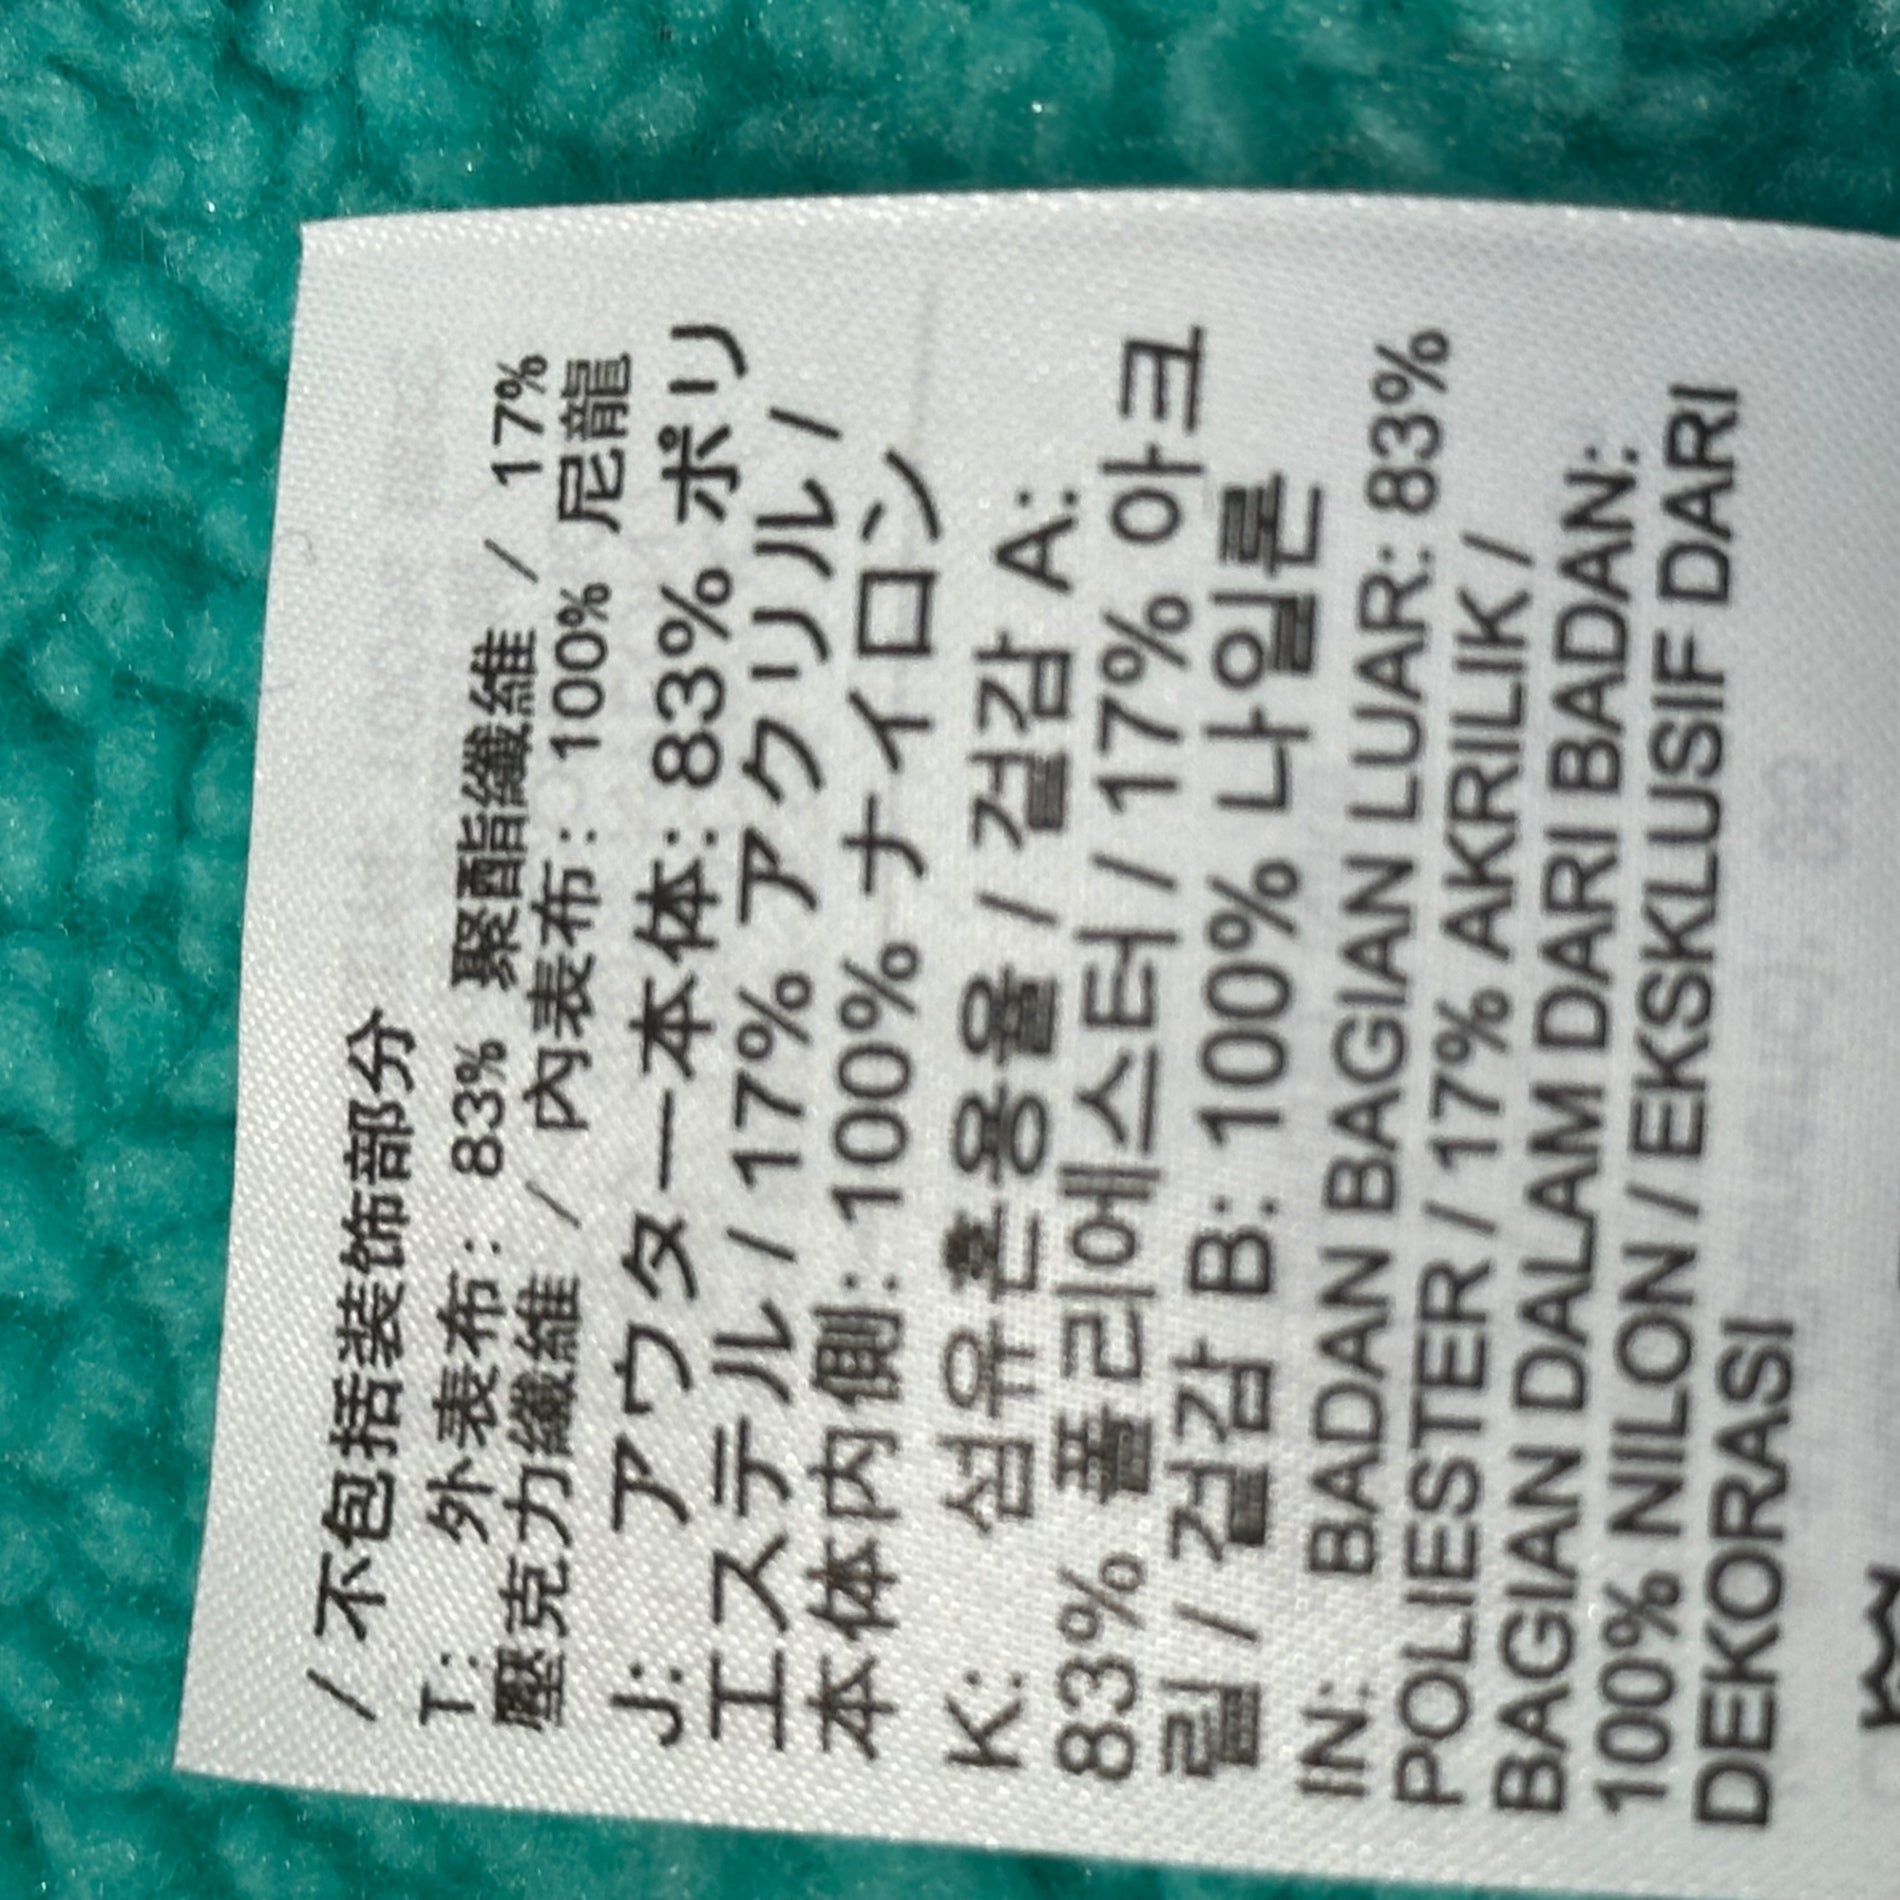 / 不包括装饰部分
T: 外表布: 83% 聚酯纖維 / 17%
壓克力纖維 / 內表布: 100% 尼龍
J: アウター本体: 83% ポリ
エステル / 17% アクリル /
本体内側: 100% ナイロン
K: 섬유혼용율 / 겉감 A:
83% 폴리에스터 / 17% 아크
릴 / 겉감 B: 100% 나일론
IN: BADAN BAGIAN LUAR: 83%
POLIESTER / 17% AKRILIK /
BAGIAN DALAM DARI BADAN:
100% NILON / EKSKLUSIF DARI
DEKORASI